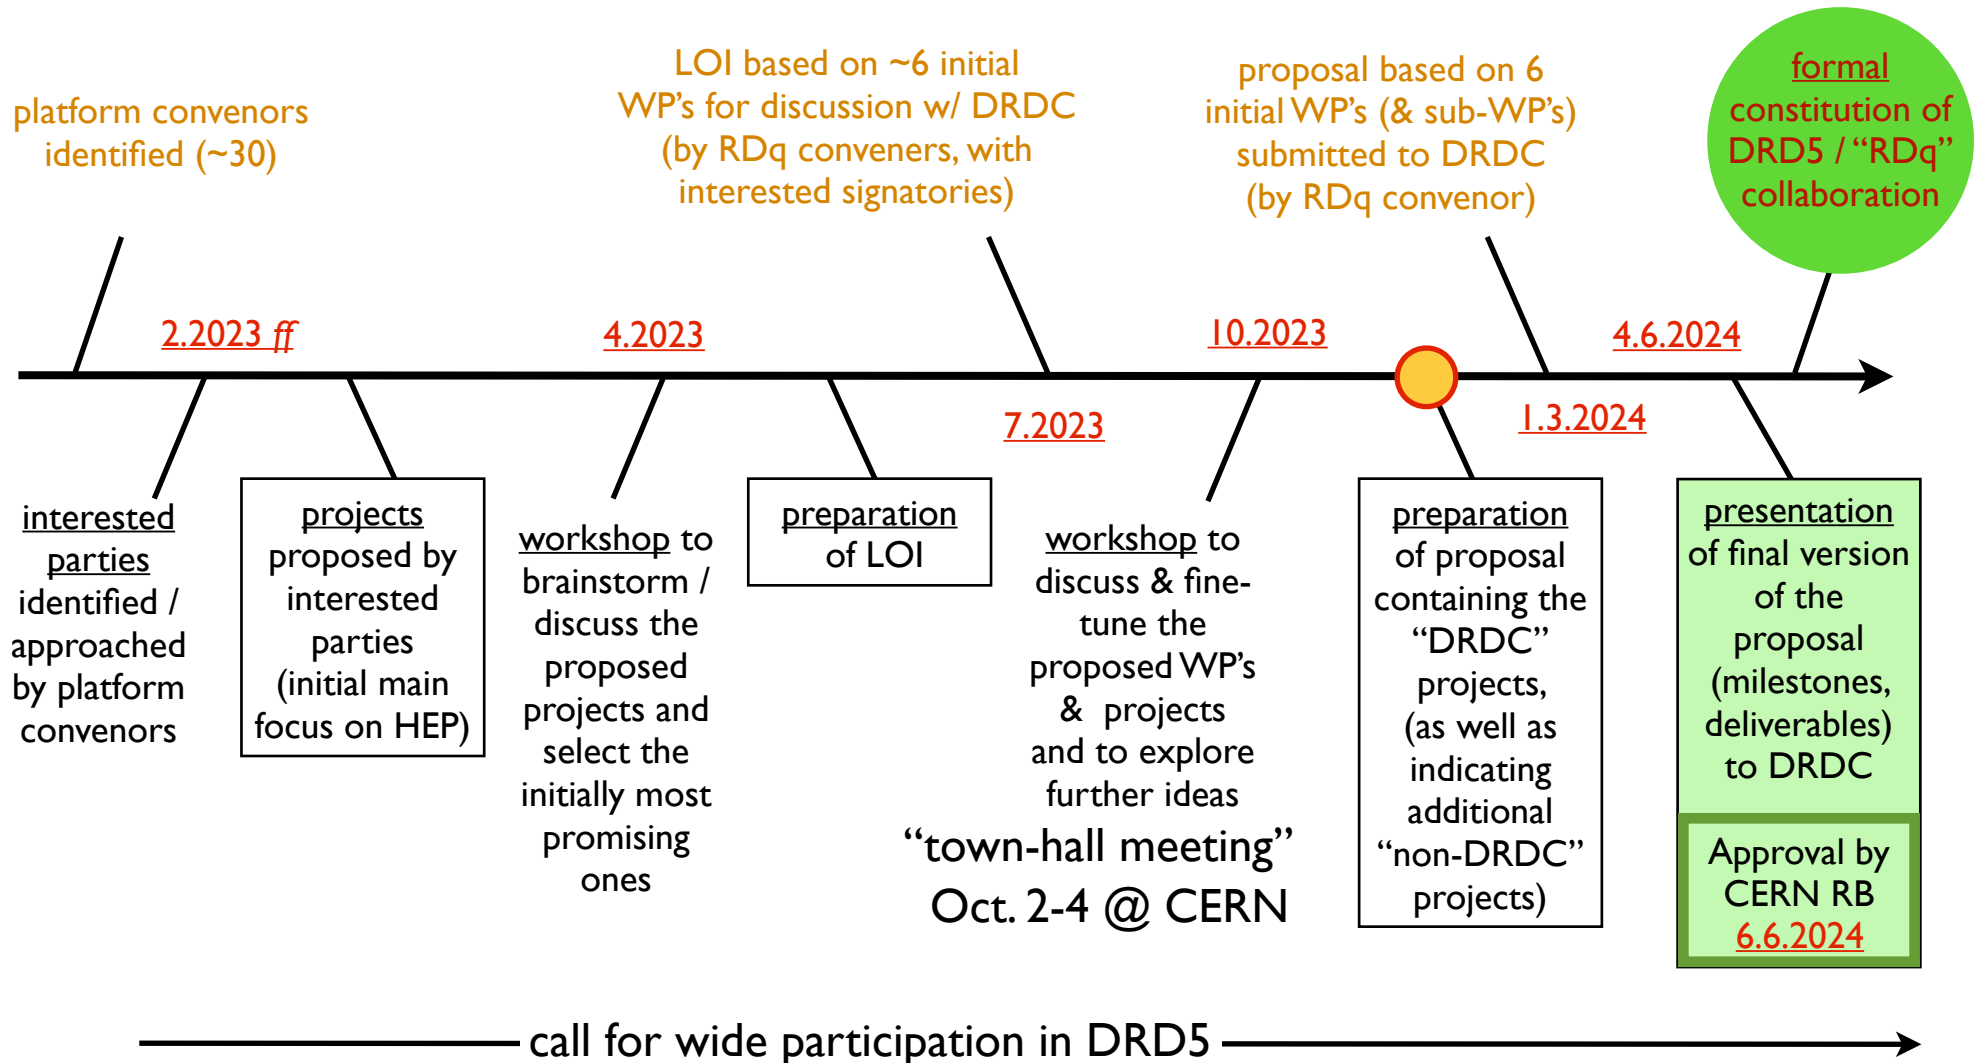 platform convenors
identified (~30)
LOI based on ~6 initial
WP's for discussion w/ DRDC
(by RDq conveners, with
interested signatories)
proposal based on 6
initial WP's (& sub-WP's)
submitted to DRDC
(by RDq convenor)
formal
constitution of
DRD5 / “RDq”
collaboration
2.2023 ff
4.2023
7.2023
10.2023
1.3.2024
4.6.2024
interested
parties
identified /
approached
by platform
convenors
projects
proposed by
interested
parties
(initial main
focus on HEP)
workshop to
brainstorm /
discuss the
proposed
projects and
select the
initially most
promising
ones
preparation
of LOI
workshop to
discuss & fine-
tune the
proposed WP's
& projects
and to explore
further ideas
“town-hall meeting”
Oct. 2-4 @ CERN
preparation
of proposal
containing the
“DRDC”
projects,
(as well as
indicating
additional
“non-DRDC”
projects)
presentation
of final version
of the
proposal
(milestones,
deliverables)
to DRDC
Approval by
CERN RB
6.6.2024
call for wide participation in DRD5